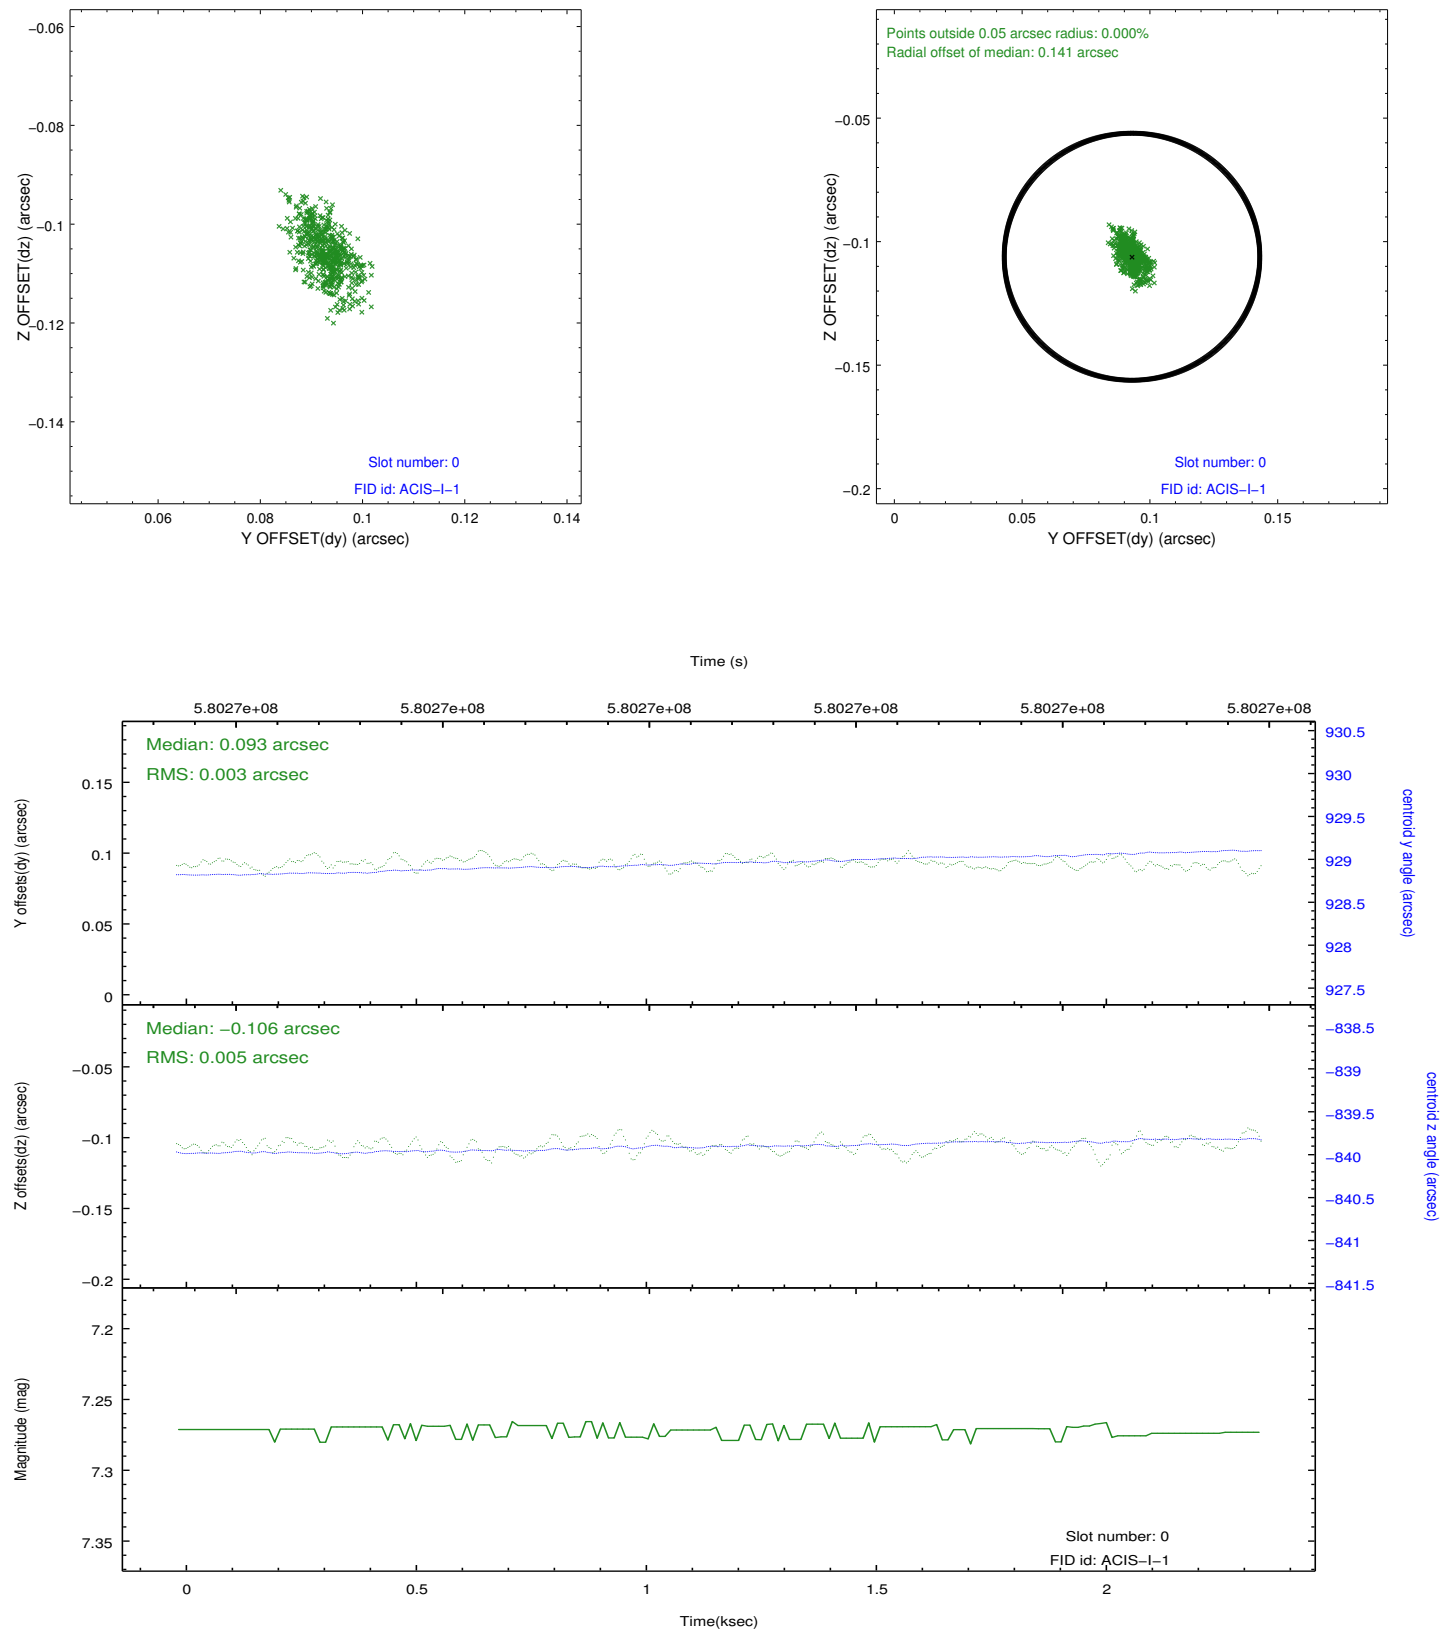 −0.06
−0.08
−0.1
−0.12
−0.14
Z OFFSET(dz) (arcsec)
Slot number: 0
FID id: ACIS−I−1
0.06 0.08 0.1 0.12 0.14
Y OFFSET(dy) (arcsec)
Points outside 0.05 arcsec radius: 0.000%
Radial offset of median: 0.141 arcsec
−0.05
−0.1
−0.15
−0.2
Z OFFSET(dz) (arcsec)
Slot number: 0
FID id: ACIS−I−1
0 0.05 0.1 0.15
Y OFFSET(dy) (arcsec)
Time (s)
5.8027e+08 5.8027e+08 5.8027e+08 5.8027e+08 5.8027e+08 5.8027e+08
Median: 0.093 arcsec
RMS: 0.003 arcsec
0.15
0.1
0.05
0
Y offsets(dy) (arcsec)
930.5
930
929.5
929
928.5
928
927.5
centroid y angle (arcsec)
Median: −0.106 arcsec
RMS: 0.005 arcsec
−0.05
−0.1
−0.15
−0.2
Z offsets(dz) (arcsec)
−838.5
−839
−839.5
−840
−840.5
−841
−841.5
centroid z angle (arcsec)
7.2
7.25
7.3
7.35
Magnitude (mag)
Slot number: 0
FID id: ACIS−I−1
0 0.5 1 1.5 2
Time(ksec)